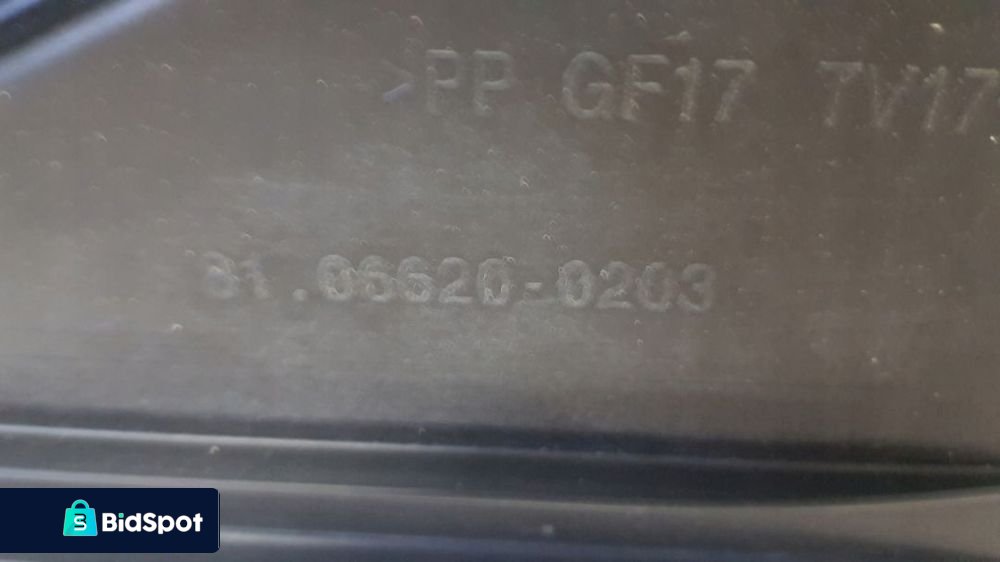 >PP GF17 TV17
81.06620-0203
BidSpot